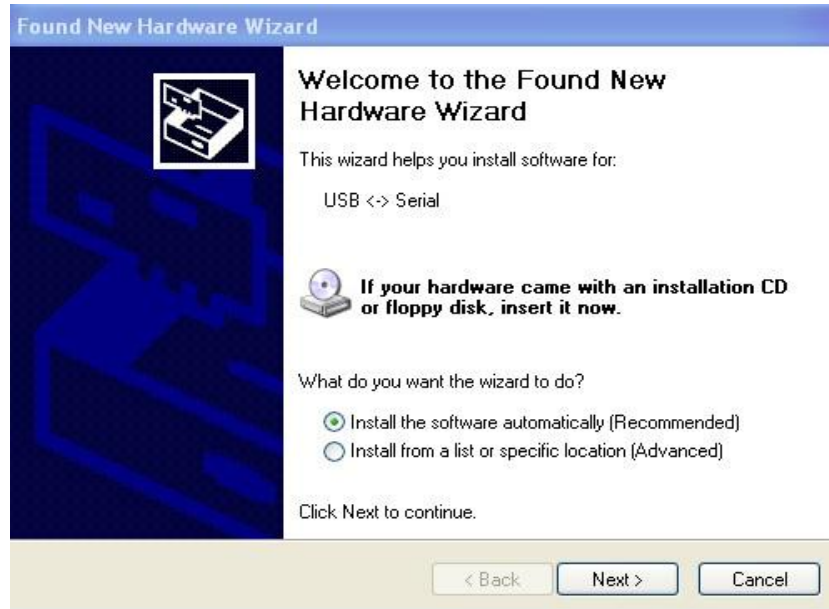 Found New Hardware Wizard
Welcome to the Found New
Hardware Wizard
This wizard helps you install software for:
USB <-> Serial
If your hardware came with an installation CD
or floppy disk, insert it now.
What do you want the wizard to do?
Install the software automatically (Recommended)
Install from a list or specific location (Advanced)
Click Next to continue.
< Back
Next >
Cancel